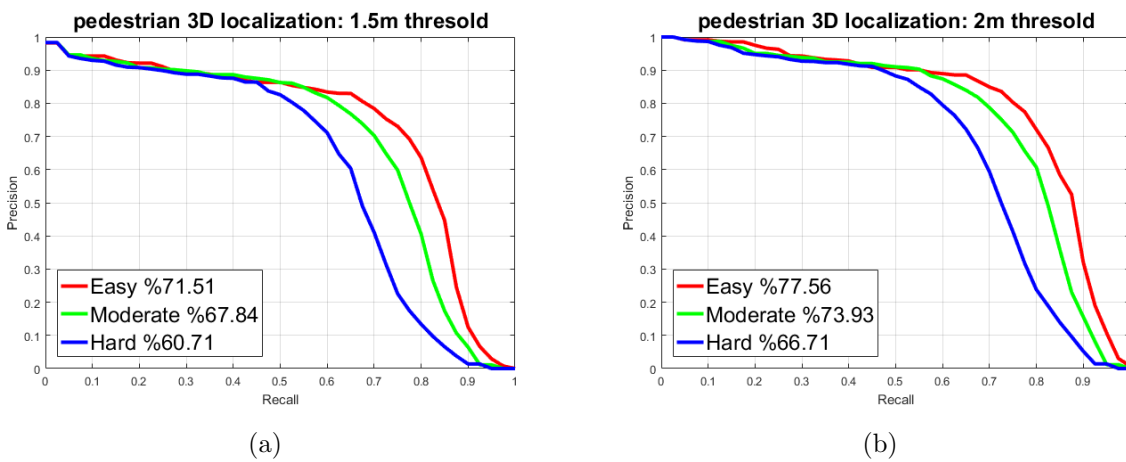 pedestrian 3D localization: 1.5m thresold
1
0.9
0.8
0.7
0.6
0.5
0.4
0.3
0.2
0.1
0
Precision
Easy %71.51
Moderate %67.84
Hard %60.71
0 0.1 0.2 0.3 0.4 0.5 0.6 0.7 0.8 0.9 1
Recall
(a)
pedestrian 3D localization: 2m thresold
1
0.9
0.8
0.7
0.6
0.5
0.4
0.3
0.2
0.1
0
Precision
Easy %77.56
Moderate %73.93
Hard %66.71
0 0.1 0.2 0.3 0.4 0.5 0.6 0.7 0.8 0.9
Recall
(b)